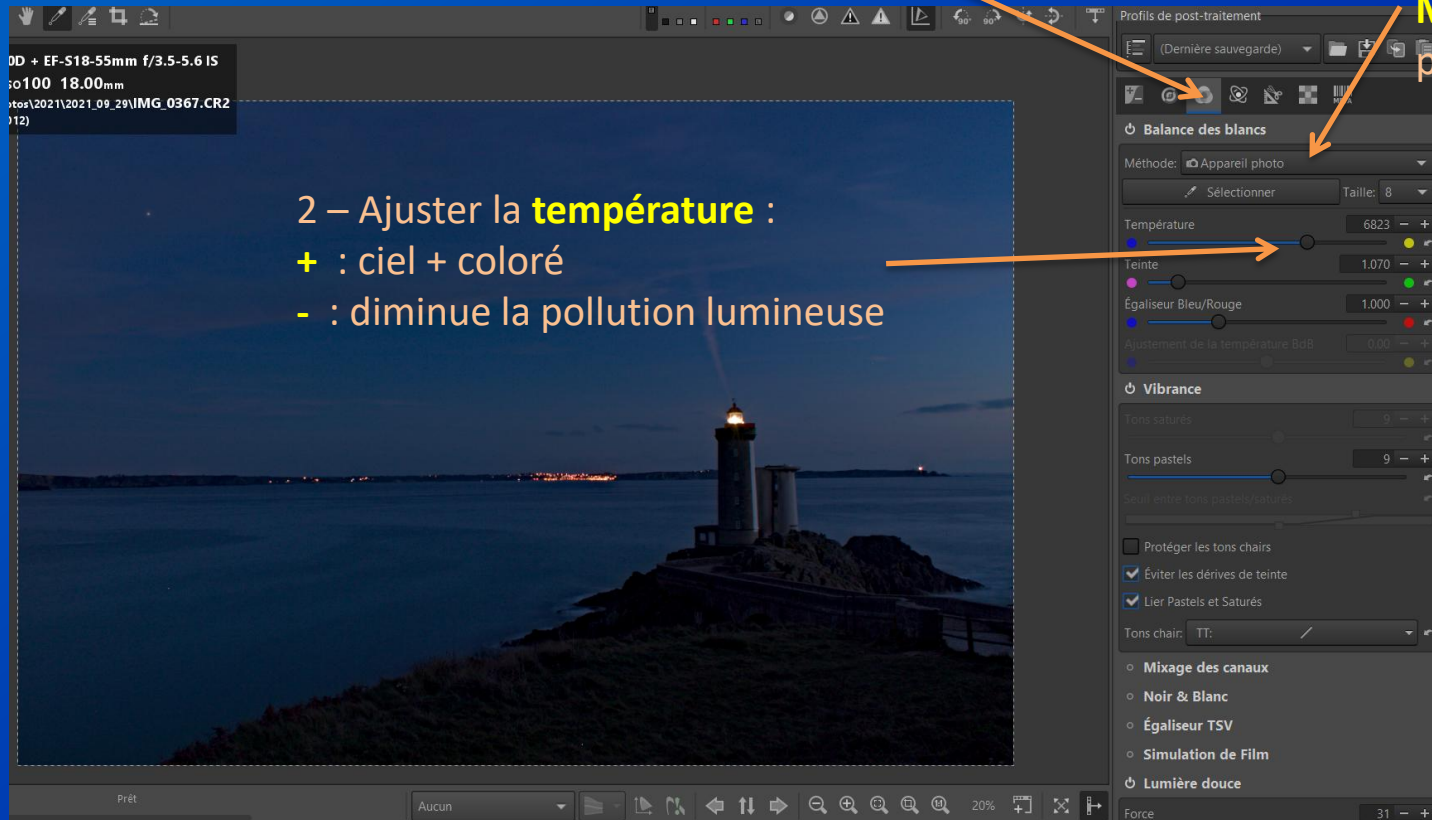 Profils de post-traitement
M
p
(Dernière sauvegarde)
0D + EF-S18-55mm f/3.5-5.6 IS
so100 18.00mm
otos\2021\2021_09_29\IMG_0367.CR2
012)
90°
90°
META
Balance des blancs
Méthode: Appareil photo
Sélectionner Taille: 8
Température 6823 - +
Teinte 1.070 - +
Égaliseur Bleu/Rouge 1.000 - +
Ajustement de la température BdB 0.00 - +
2 – Ajuster la température :
+ : ciel + coloré
- : diminue la pollution lumineuse
Vibrance
Tons saturés 9 - +
Tons pastels 9 - +
Seuil entre tons pastels/saturés
Protéger les tons chairs
Éviter les dérives de teinte
Lier Pastels et Saturés
Tons chair: TT:
Mixage des canaux
Noir & Blanc
Égaliseur TSV
Simulation de Film
Lumière douce
Force 31 - +
Prêt
Aucun
20%